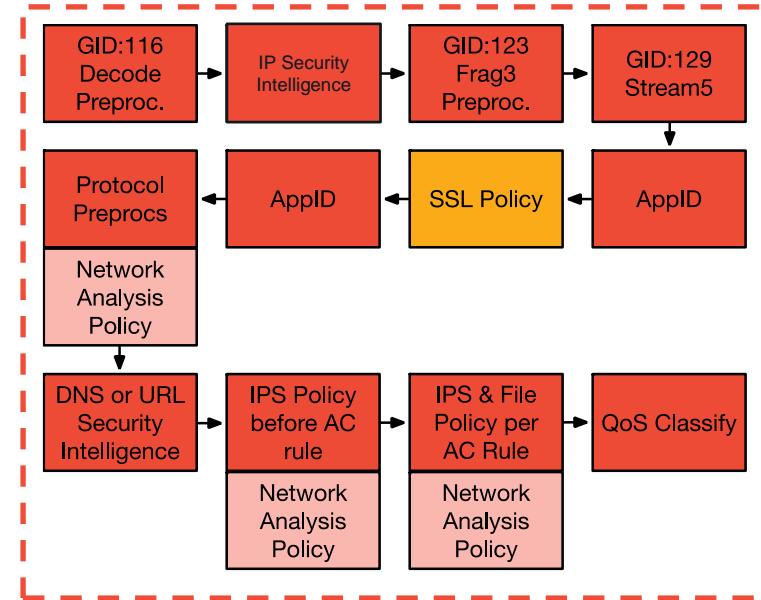 GID:116
Decode
Preproc.
IP Security
Intelligence
GID:123
Frag3
Preproc.
GID:129
Stream5
Protocol
Preprocs
AppID
SSL Policy
AppID
Network
Analysis
Policy
DNS or URL
Security
Intelligence
IPS Policy
before AC
rule
IPS & File
Policy per
AC Rule
QoS Classify
Network
Analysis
Policy
Network
Analysis
Policy